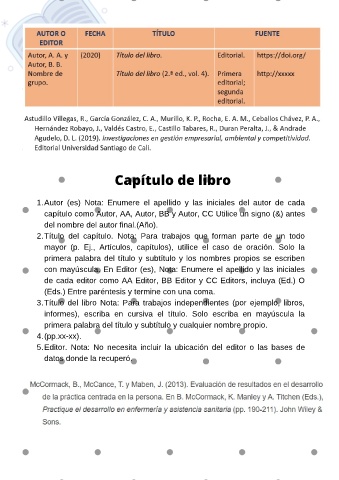 AUTOR O EDITOR FECHA TÍTULO FUENTE
Autor, A. A. y (2020) Título del libro. Editorial. https://doi.org/
Autor, B. B.
Nombre de Título del libro (2.ª ed., vol. 4). Primera http://xxxxx
grupo. editorial;
segunda
editorial.
Astudillo Villegas, R., García González, C. A., Murillo, K. P., Rocha, E. A. M., Ceballos Chávez, P. A.,
Hernández Robayo, J., Valdés Castro, E., Castillo Tabares, R., Duran Peralta, J., & Andrade
Agudelo, D. L. (2019). Investigaciones en gestión empresarial, ambiental y competitividad.
Editorial Universidad Santiago de Cali.
Capítulo de libro
1. Autor (es) Nota: Enumere el apellido y las iniciales del autor de cada
capítulo como Autor, AA, Autor, BB y Autor, CC Utilice un signo (&) antes
del nombre del autor final.(Año).
2. Título del capítulo. Nota: Para trabajos que forman parte de un todo
mayor (p. Ej., Artículos, capítulos), utilice el caso de oración. Solo la
primera palabra del título y subtítulo y los nombres propios se escriben
con mayúscula. En Editor (es), Nota: Enumere el apellido y las iniciales
de cada editor como AA Editor, BB Editor y CC Editors, incluya (Ed.) O
(Eds.) Entre paréntesis y termine con una coma.
3. Título del libro Nota: Para trabajos independientes (por ejemplo, libros,
informes), escriba en cursiva el título. Solo escriba en mayúscula la
primera palabra del título y subtítulo y cualquier nombre propio.
4. (pp.xx-xx).
5. Editor. Nota: No necesita incluir la ubicación del editor o las bases de
datos donde la recuperó.
McCormack, B., McCance, T. y Maben, J. (2013). Evaluación de resultados en el desarrollo
de la práctica centrada en la persona. En B. McCormack, K. Manley y A. Titchen (Eds.),
Practique el desarrollo en enfermería y asistencia sanitaria (pp. 190-211). John Wiley &
Sons.